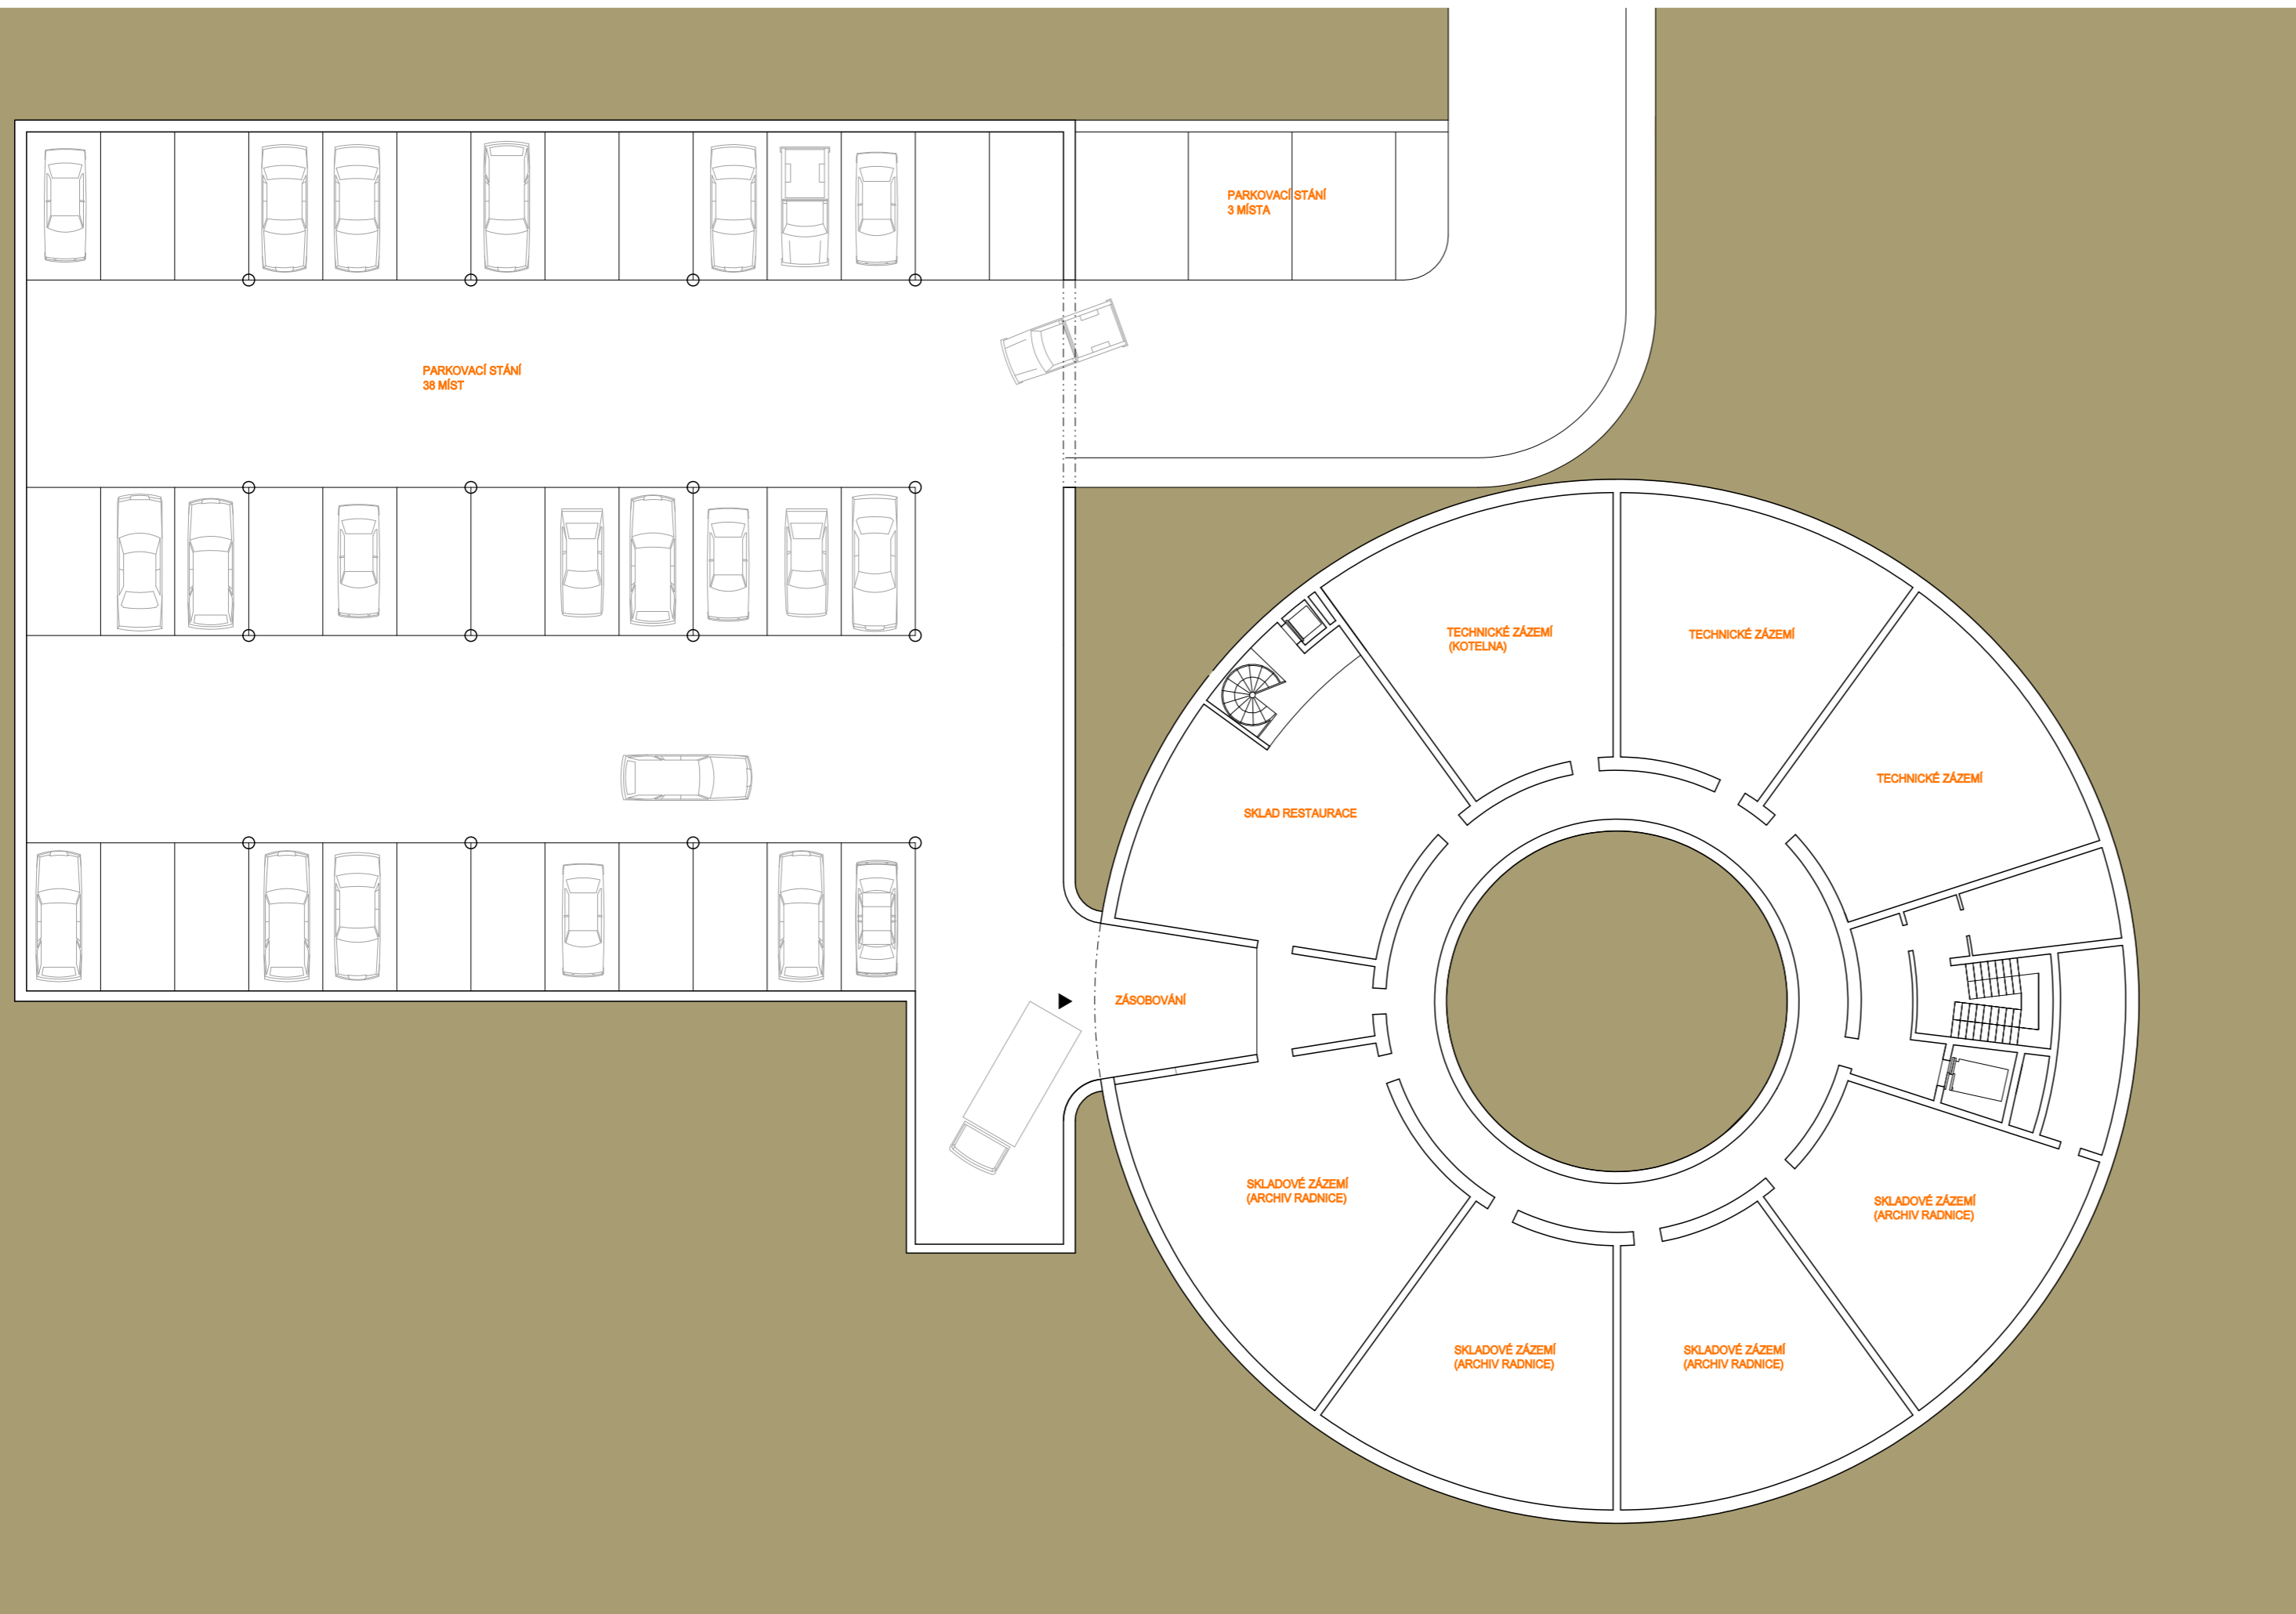 PARKOVACÍ STÁNÍ
3 MÍSTA
PARKOVACÍ STÁNÍ
38 MÍST
TECHNICKÉ ZÁZEMÍ
(KOTELNA)
TECHNICKÉ ZÁZEMÍ
TECHNICKÉ ZÁZEMÍ
SKLAD RESTAURACE
ZÁSOBOVÁNÍ
SKLADOVÉ ZÁZEMÍ
(ARCHIV RADNICE)
SKLADOVÉ ZÁZEMÍ
(ARCHIV RADNICE)
SKLADOVÉ ZÁZEMÍ
(ARCHIV RADNICE)
SKLADOVÉ ZÁZEMÍ
(ARCHIV RADNICE)